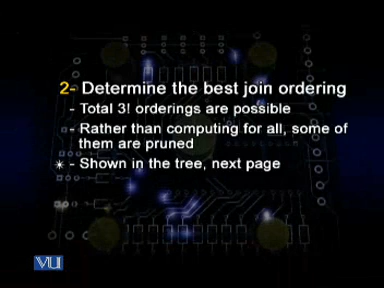 2- Determine the best join ordering
- Total 3! orderings are possible
- Rather than computing for all, some of
them are pruned
- Shown in the tree, next page
VU